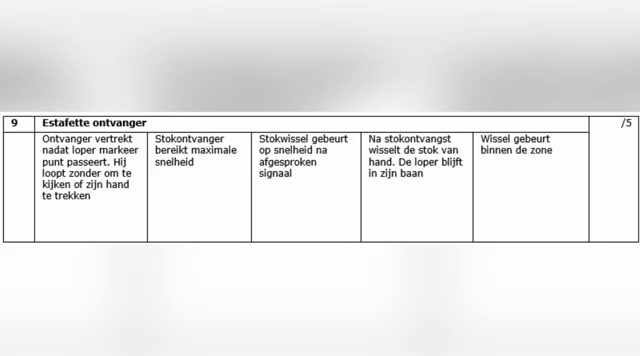 9 Estafette ontvanger /5
Ontvanger vertrekt
nadat loper markeer
punt passeert. Hij
loopt zonder om te
kijken of zijn hand
te trekken
Stokontvanger
bereikt maximale
snelheid
Stokwissel gebeurt
op snelheid na
afgesproken
signaal
Na stokontvangst
wisselt de stok van
hand. De loper blijft
in zijn baan
Wissel gebeurt
binnen de zone